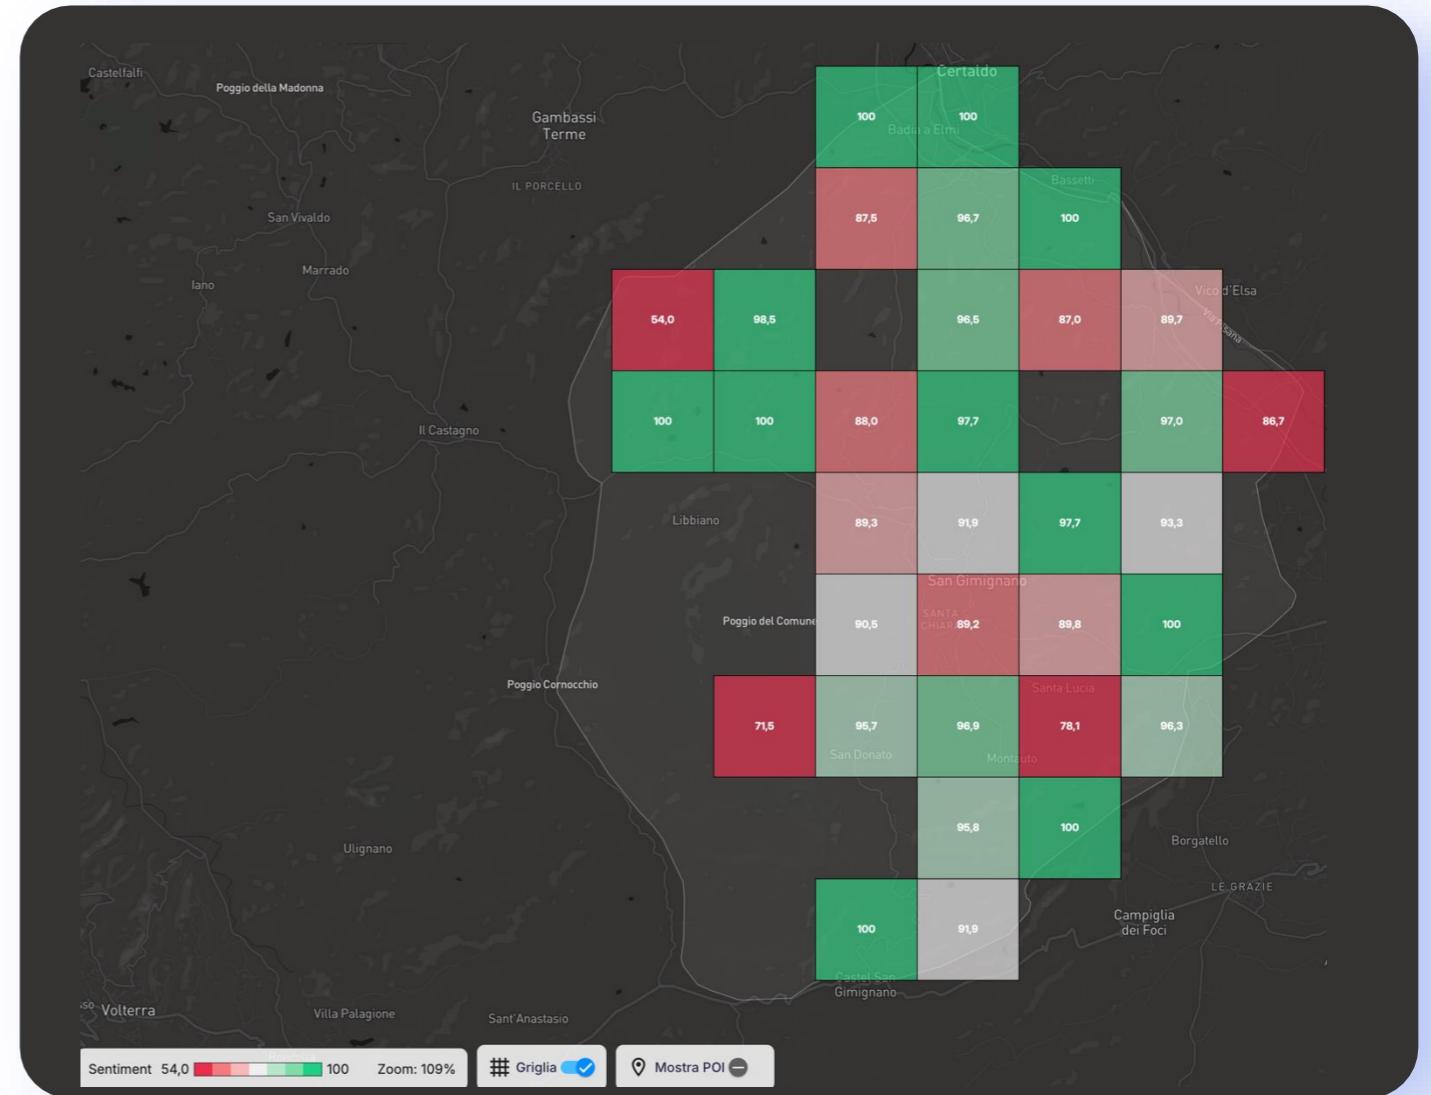 Castelfalfi
Certaldo
Poggio della Madonna
Gambassi
Terme
100
100
Badia a Elmi
IL PORCELLO
Bassetti
San Vivaldo
87,5
96,7
100
Marrado
Iano
Vico d'Elsa
54,0
98,5
96,5
87,0
89,7
Via Pisana
Il Castagno
100
100
88,0
97,7
97,0
86,7
Libbiano
89,3
91,9
97,7
93,3
San Gimignano
SANTA
CHIARA
Poggio del Comune
90,5
89,2
89,8
100
Poggio Cornocchio
Santa Lucia
71,5
95,7
96,9
78,1
96,3
San Donato
Montauto
95,8
100
Ulignano
Borgatello
LE GRAZIE
Campiglia
dei Foci
100
91,9
Castel San
Gimignano
Volterra
Villa Palagione
Sant'Anastasio
Sentiment 54,0 100 Zoom: 109%
Griglia
Mostra POI